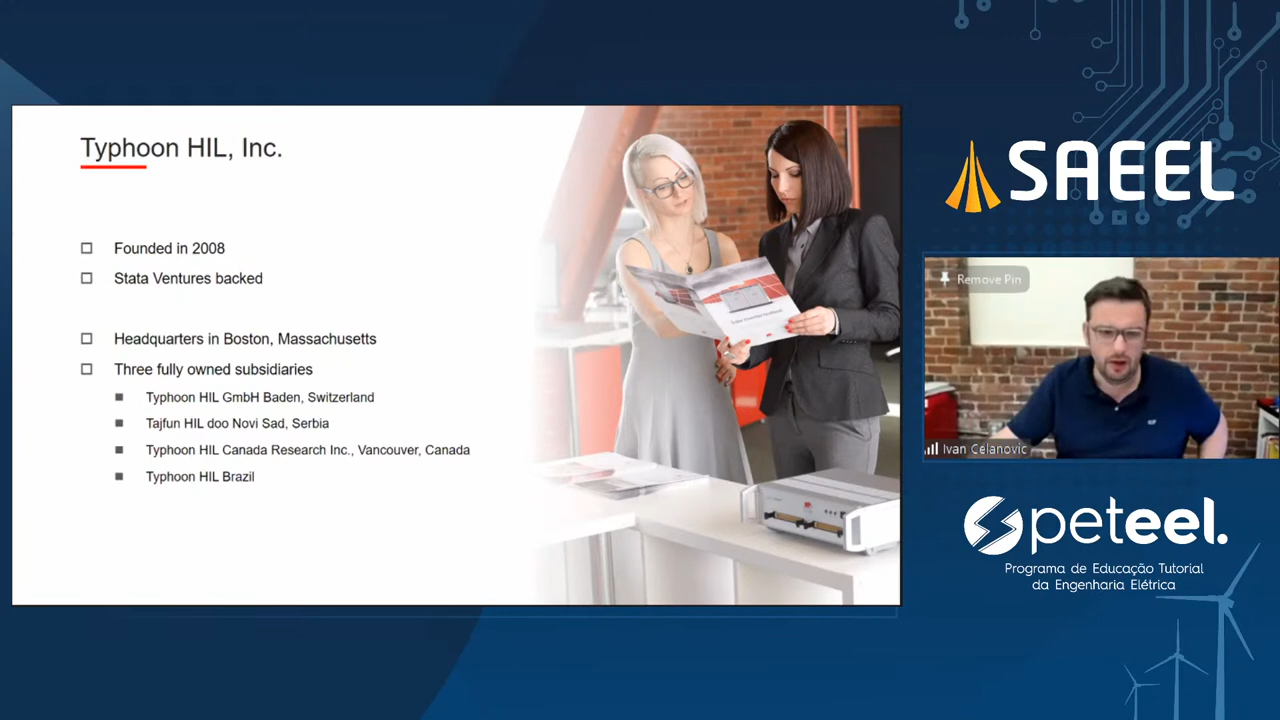 Typhoon HIL, Inc.
Founded in 2008
Stata Ventures backed
Headquarters in Boston, Massachusetts
Three fully owned subsidiaries
Typhoon HIL GmbH Baden, Switzerland
Tajfun HIL doo Novi Sad, Serbia
Typhoon HIL Canada Research Inc., Vancouver, Canada
Typhoon HIL Brazil
SAEEL
Remove Pin
Ivan Celanovic
peteel.
Programa de Educação Tutorial
da Engenharia Elétrica